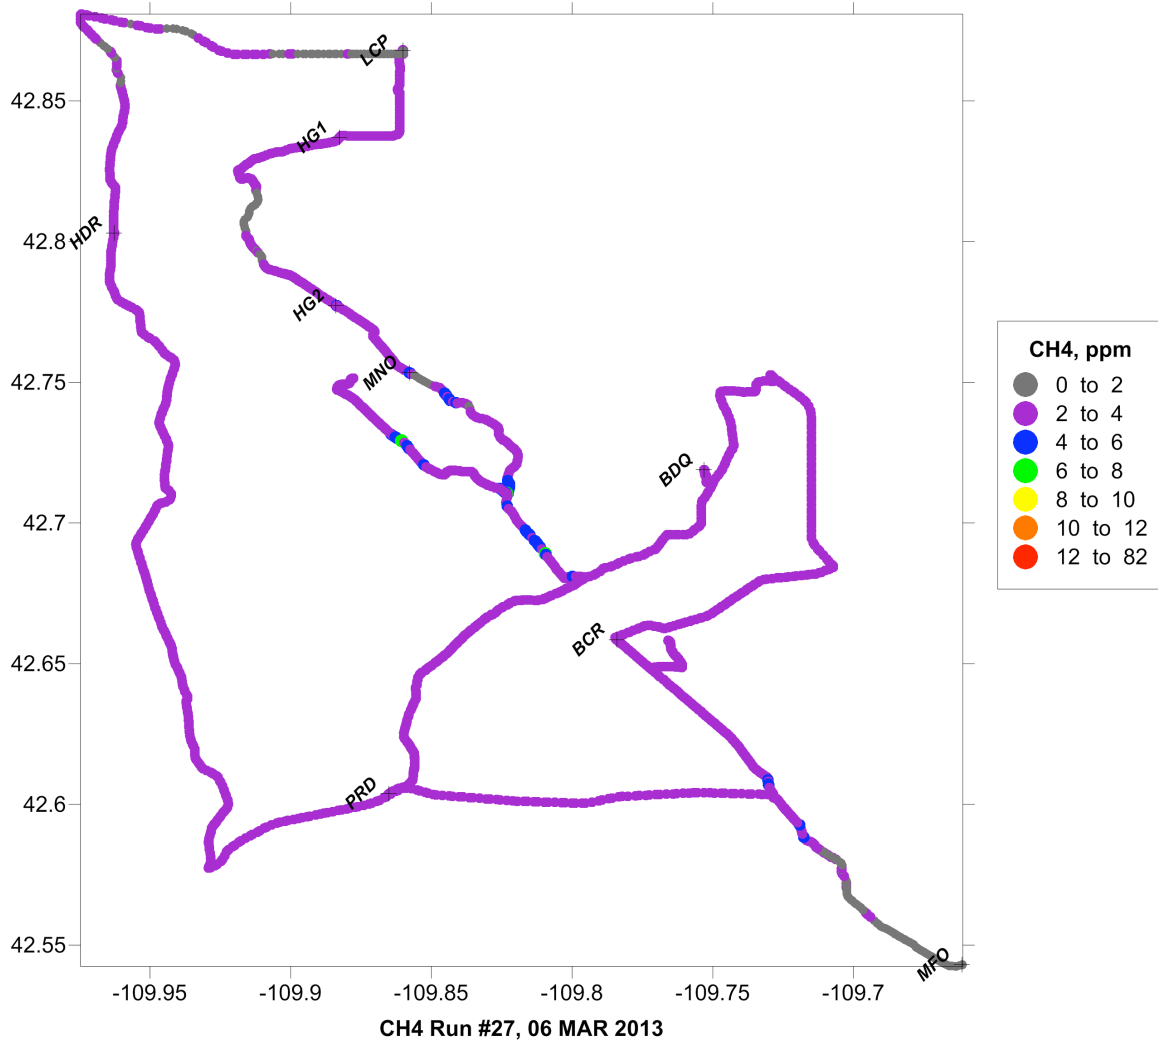 LCP
42.85
HG1
HDR
42.8
HG2
CH4, ppm
MNO
42.75
0 to 2
2 to 4
4 to 6
BDQ
6 to 8
8 to 10
42.7
10 to 12
12 to 82
BCR
42.65
PRD
42.6
MFO
42.55
-109.95 -109.9 -109.85 -109.8 -109.75 -109.7
CH4 Run #27, 06 MAR 2013